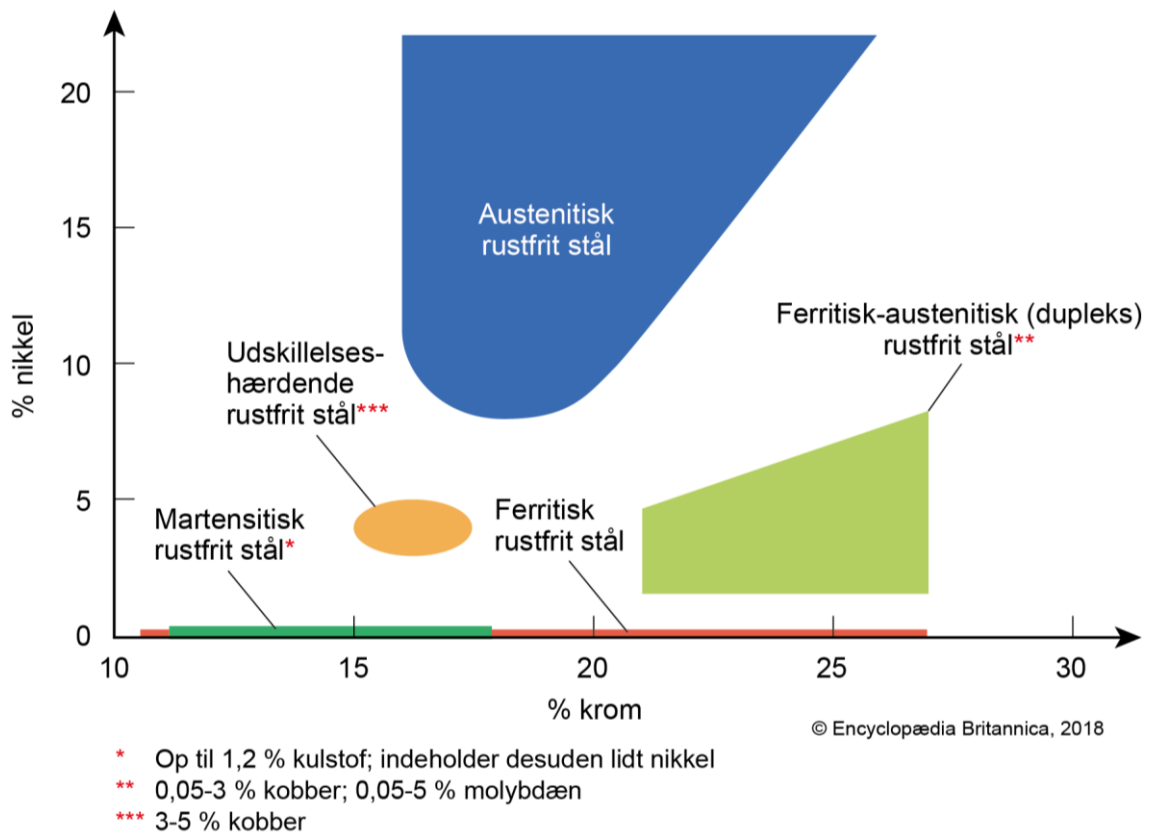 20
15
10
5
0
% nikkel
Austenitisk
rustfrit stål
Ferritisk-austenitisk (dupleks)
rustfrit stål**
Udskillelses-
hærdende
rustfrit stål***
Martensitisk
rustfrit stål*
Ferritisk
rustfrit stål
10 15 20 25 30
% krom
© Encyclopædia Britannica, 2018
* Op til 1,2 % kulstof; indeholder desuden lidt nikkel
** 0,05-3 % kobber; 0,05-5 % molybdæn
*** 3-5 % kobber